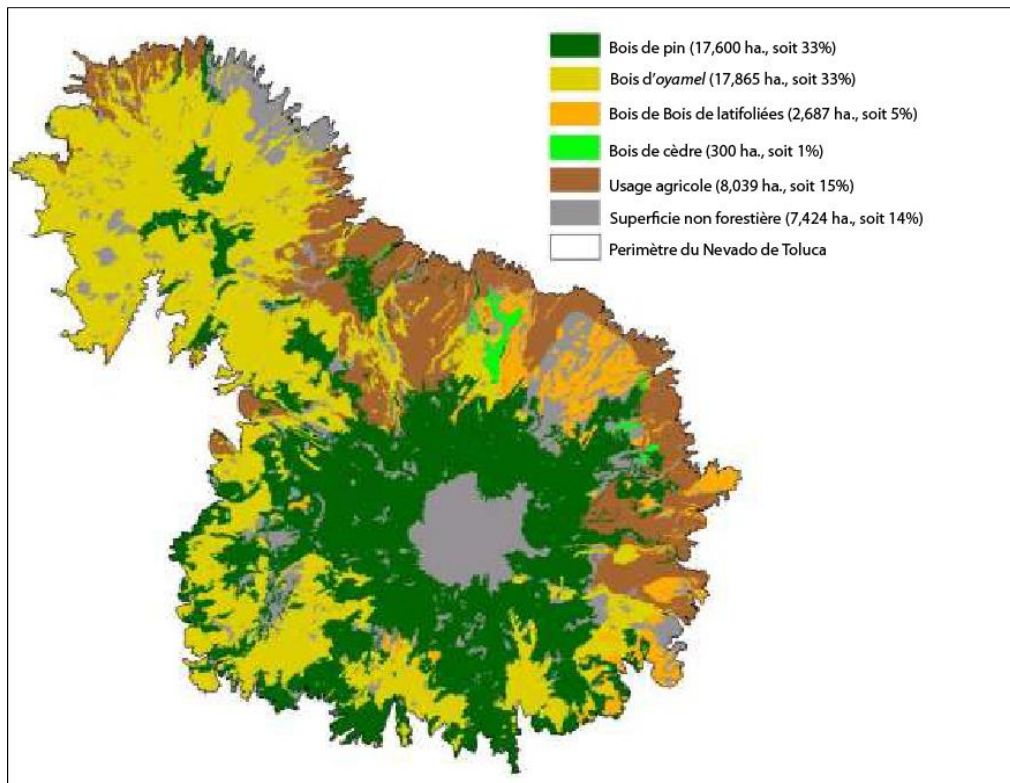 Bois de pin (17,600 ha., soit 33%)
Bois d'oyamel (17,865 ha., soit 33%)
Bois de Bois de latifoliées (2,687 ha., soit 5%)
Bois de cèdre (300 ha., soit 1%)
Usage agricole (8,039 ha., soit 15%)
Superficie non forestière (7,424 ha., soit 14%)
Perimètre du Nevado de Toluca